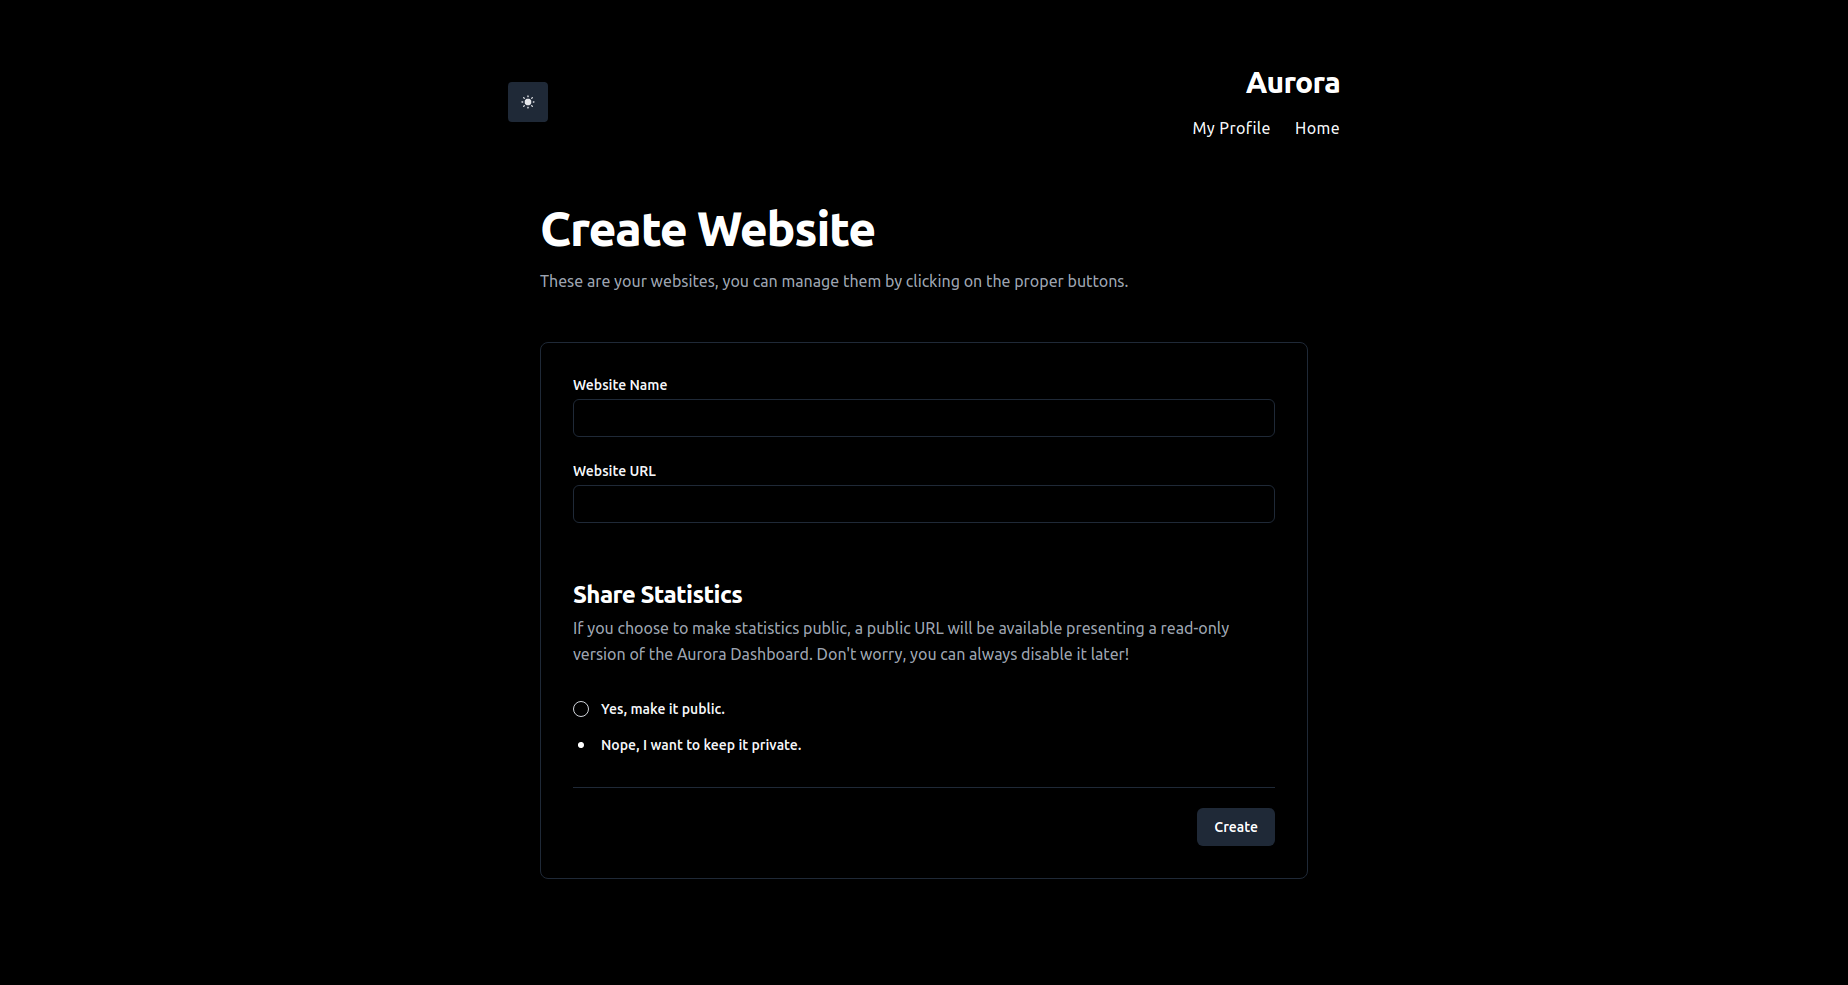 Aurora
My Profile Home
Create Website
These are your websites, you can manage them by clicking on the proper buttons.
Website Name
Website URL
Share Statistics
If you choose to make statistics public, a public URL will be available presenting a read-only
version of the Aurora Dashboard. Don't worry, you can always disable it later!
Yes, make it public.
Nope, I want to keep it private.
Create